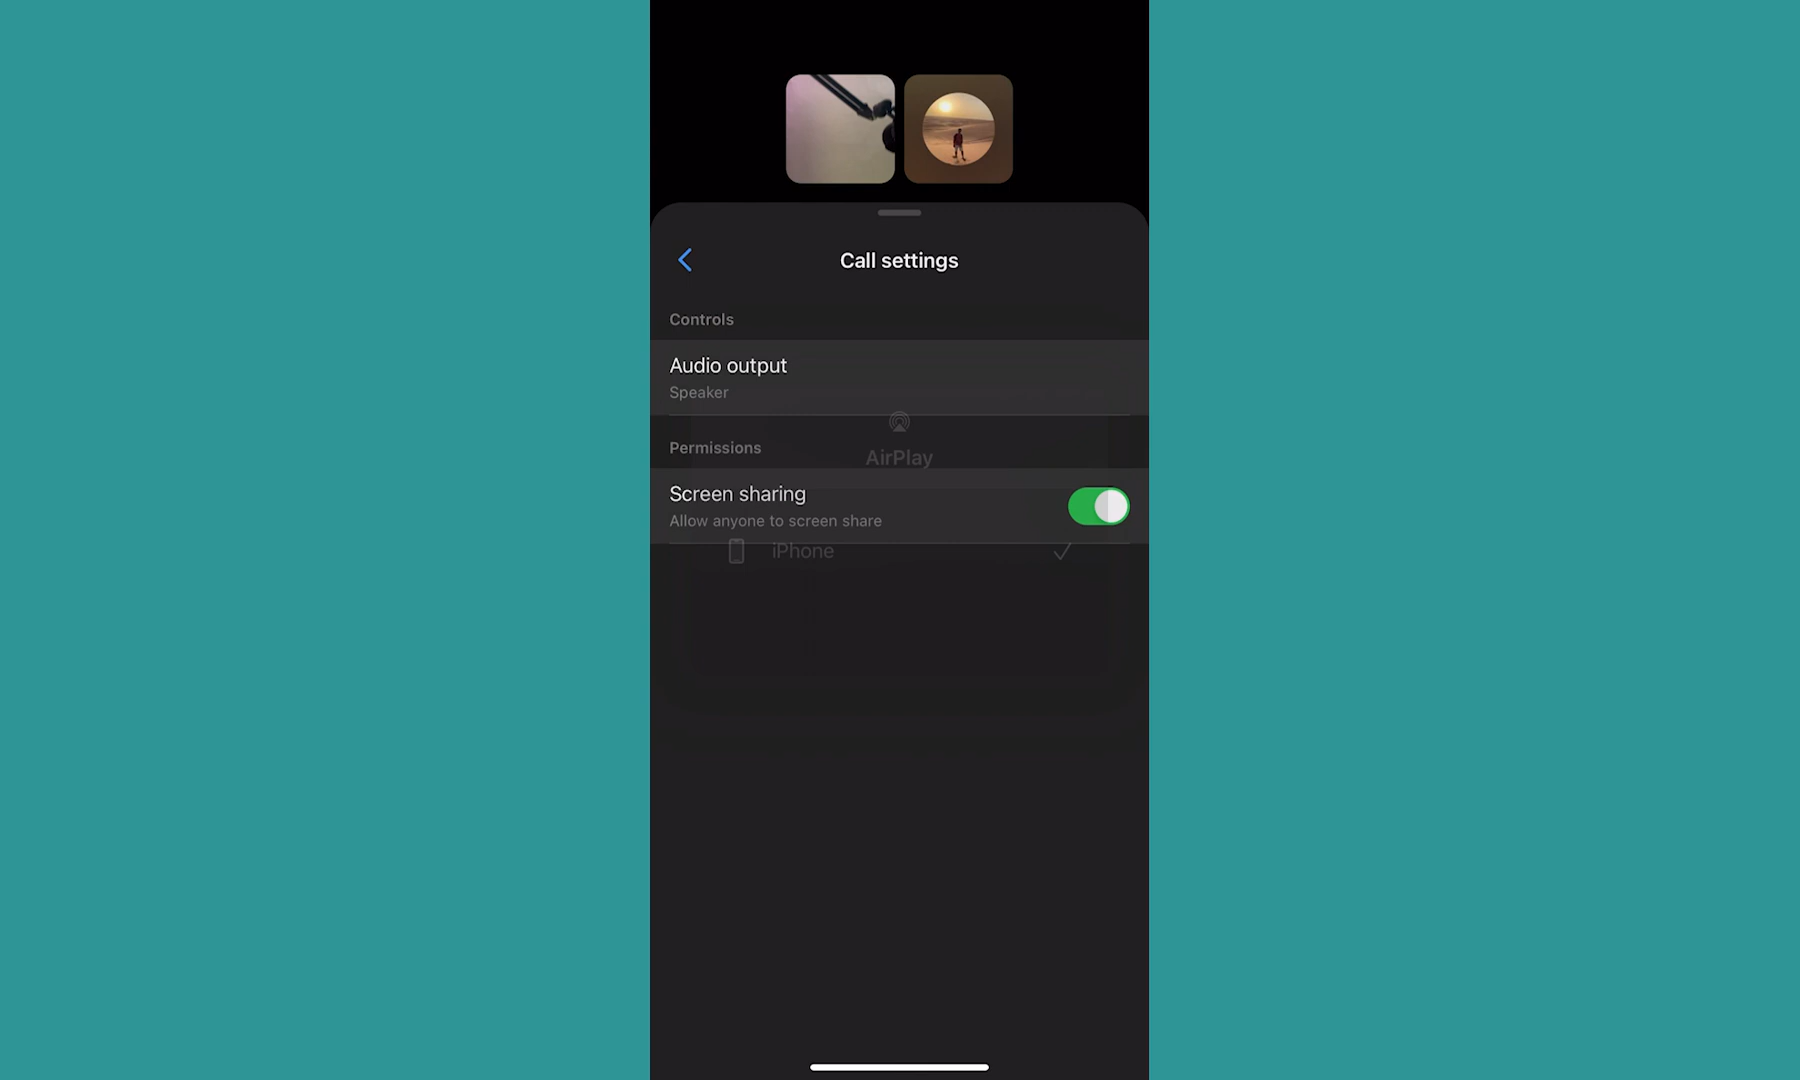 Call settings
Controls
Audio output
Speaker
Permissions
AirPlay
Screen sharing
Allow anyone to screen share
iPhone